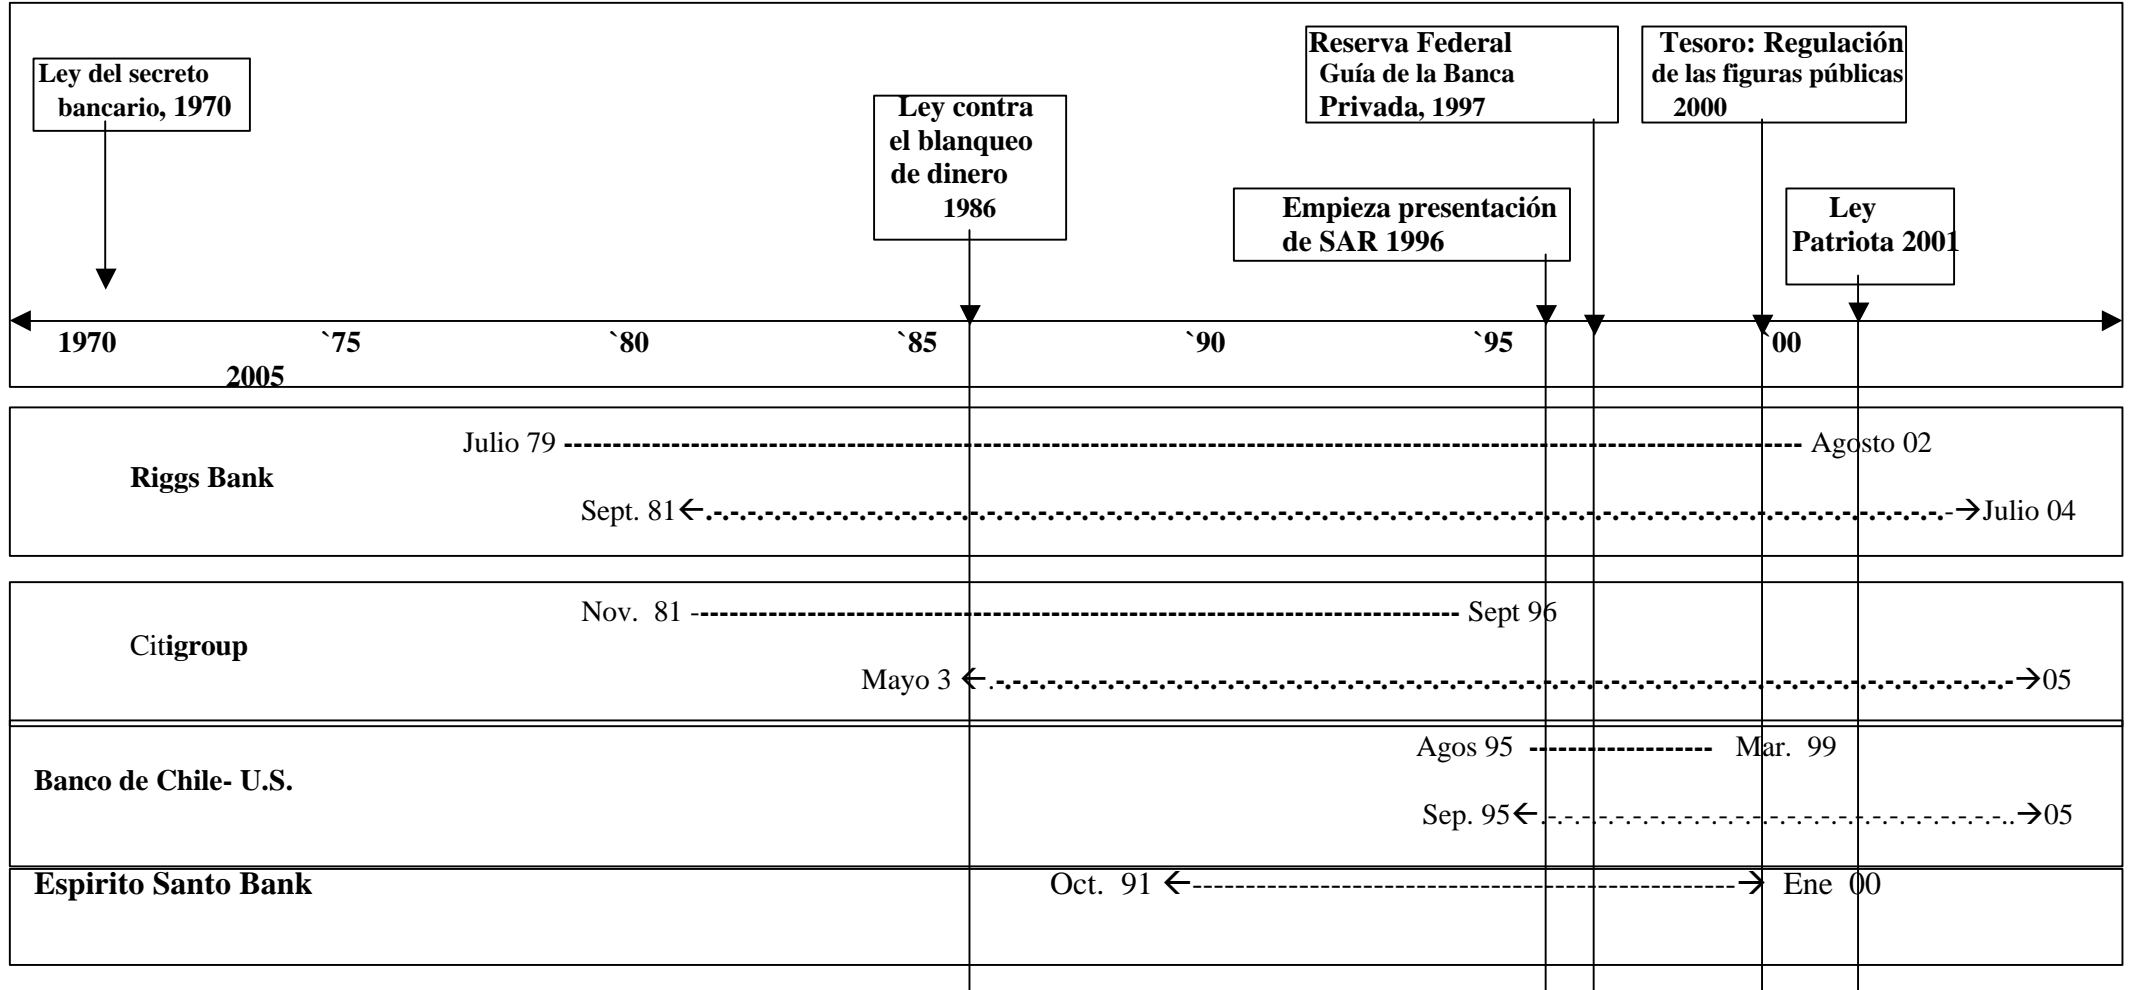 Ley del secreto
bancario, 1970
Ley contra
el blanqueo
de dinero
1986
Reserva Federal
Guía de la Banca
Privada, 1997
Tesoro: Regulación
de las figuras públicas
2000
Empieza presentación
de SAR 1996
Ley
Patriota 2001
1970 `75 `80 `85 `90 `95 `00
2005
Julio 79 Agosto 02
Riggs Bank
Sept. 81 Julio 04
Nov. 81 Sept 96
Citigroup
Mayo 3 05
Agos 95 Mar. 99
Banco de Chile- U.S.
Sep. 95 05
Espirito Santo Bank Oct. 91 Ene 00